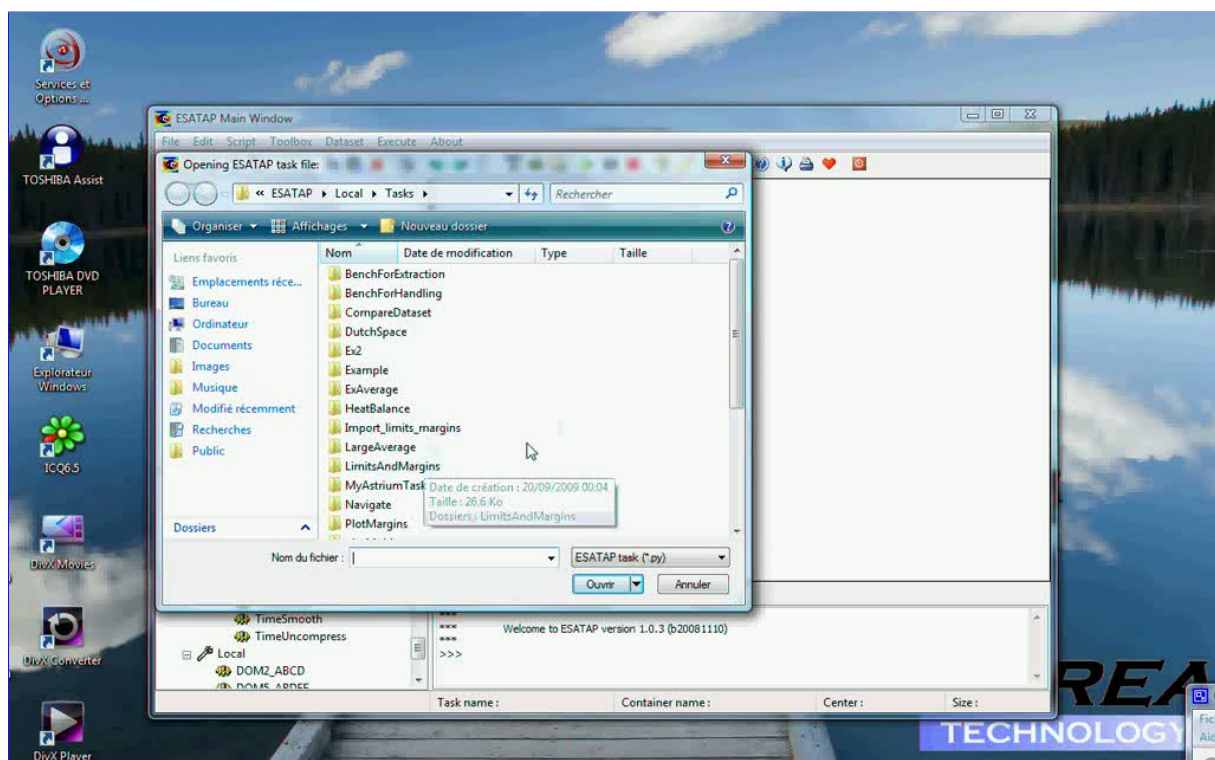 Services et
Options ...
TOSHIBA Assist
TOSHIBA DVD
PLAYER
Explorateur
Windows
ICQ6.5
DivX Movies
DivX Converter
DivX Player
ESATAP Main Window
File Edit Script Toolbox Dataset Execute About
Opening ESATAP task file:
« ESATAP Local Tasks
Rechercher
Organiser Affichages Nouveau dossier
Liens favoris
Emplacements réce...
Bureau
Ordinateur
Documents
Images
Musique
Modifié récemment
Recherches
Public
Dossiers
Nom Date de modification Type Taille
BenchForExtraction
BenchForHandling
CompareDataset
DutchSpace
Ex2
Example
ExAverage
HeatBalance
Import_limits_margins
LargeAverage
LimitsAndMargins
MyAstriumTask
Navigate
PlotMargins
Date de création : 20/09/2009 00:04
Taille : 26,6 Ko
Dossiers : LimitsAndMargins
Nom du fichier :
ESATAP task (*.py)
Ouvrir Annuler
TimeSmooth
TimeUncompress
Local
DOM2_ABCD
***
*** Welcome to ESATAP version 1.0.3 (b20081110)
***
>>>
Task name : Container name : Center : Size :
REA
TECHNOLOGY
Fic